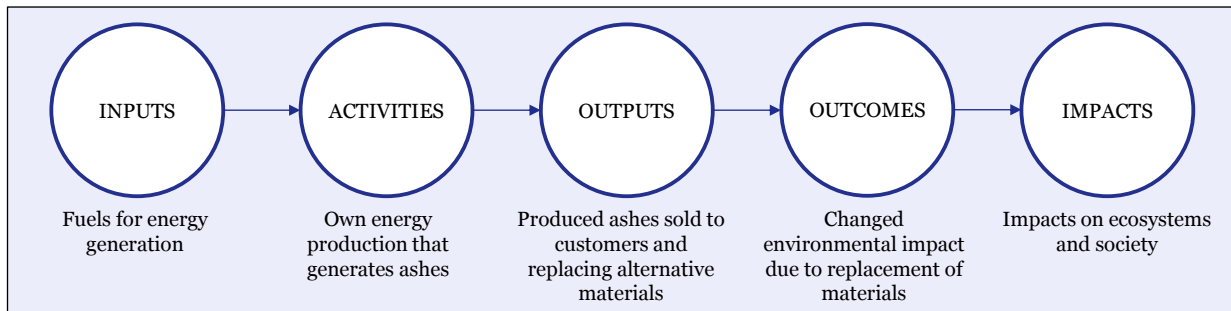 INPUTS
ACTIVITIES
OUTPUTS
OUTCOMES
IMPACTS
Fuels for energy
generation
Own energy
production that
generates ashes
Produced ashes sold to
customers and
replacing alternative
materials
Changed
environmental impact
due to replacement of
materials
Impacts on ecosystems
and society